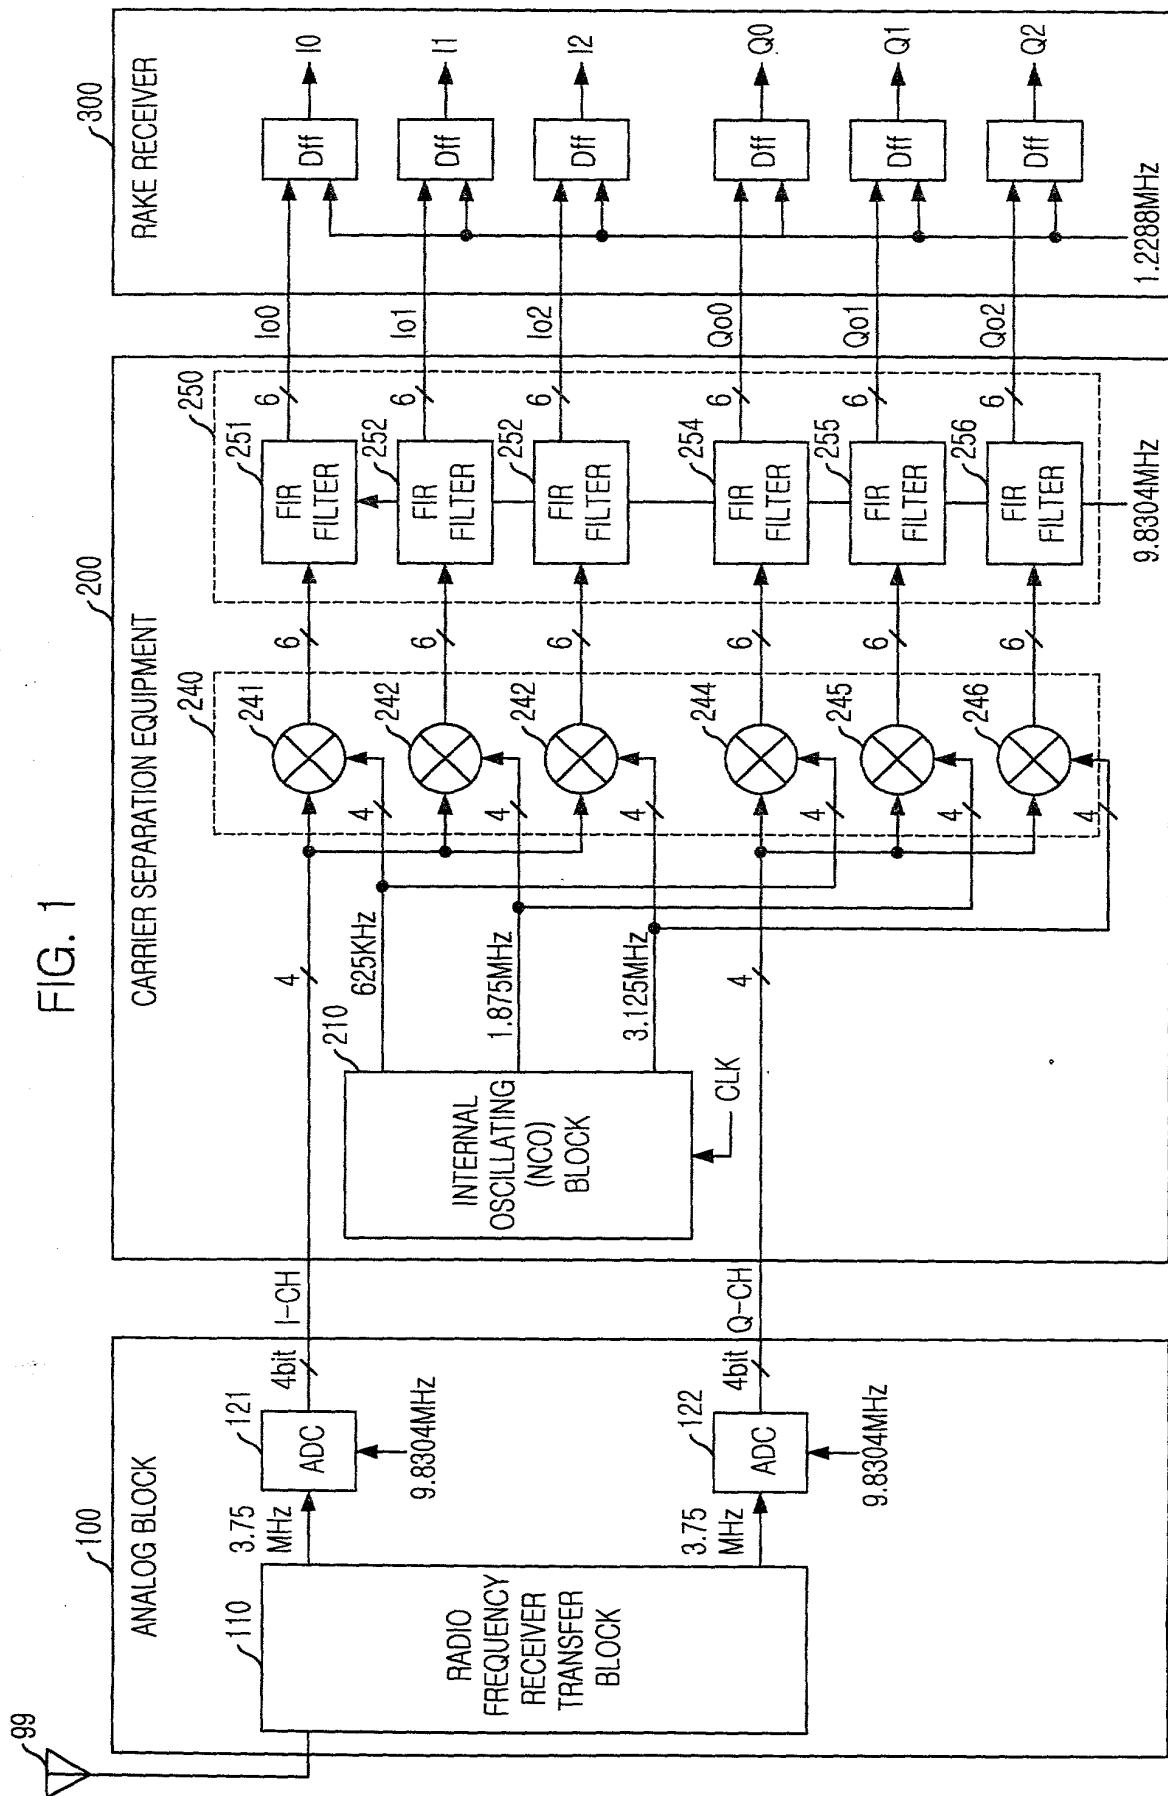 FIG. 1
99
100
ANALOG BLOCK
110
RADIO
FREQUENCY
RECEIVER
TRANSFER
BLOCK
3.75
MHz
121
ADC
9.8304MHz
4bit
I-CH
3.75
MHz
122
ADC
9.8304MHz
4bit
Q-CH
200
CARRIER SEPARATION EQUIPMENT
210
INTERNAL
OSCILLATING
(NCO)
BLOCK
CLK
4
625KHz
1.875MHz
3.125MHz
4
240
241
4
242
4
242
4
244
4
245
4
246
4
6
6
6
6
6
6
250
251
FIR
FILTER
252
FIR
FILTER
252
FIR
FILTER
254
FIR
FILTER
255
FIR
FILTER
256
FIR
FILTER
9.8304MHz
6
6
6
6
6
6
Io0
Io1
Io2
Qo0
Qo1
Qo2
300
RAKE RECEIVER
Dff
I0
Dff
I1
Dff
I2
Dff
Q0
Dff
Q1
Dff
Q2
1.2288MHz